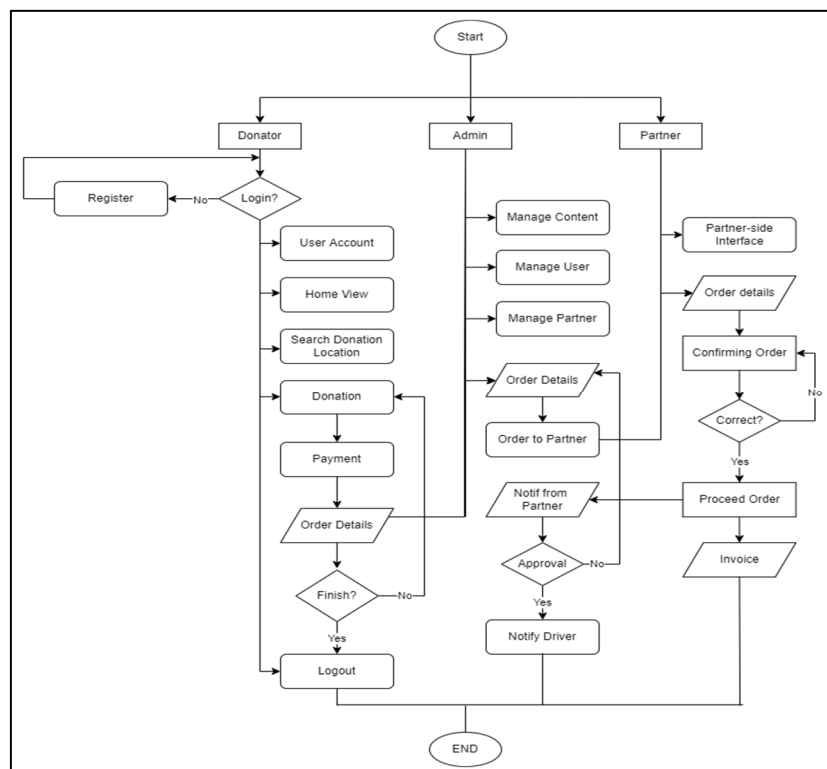 Start
Donator
Admin
Partner
Login?
No
Register
User Account
Home View
Search Donation
Location
Donation
Payment
Order Details
Finish?
No
Yes
Logout
Manage Content
Manage User
Manage Partner
Order Details
Order to Partner
Notif from
Partner
Approval
No
Yes
Notify Driver
Partner-side
Interface
Order details
Confirming Order
No
Correct?
Yes
Proceed Order
Invoice
END